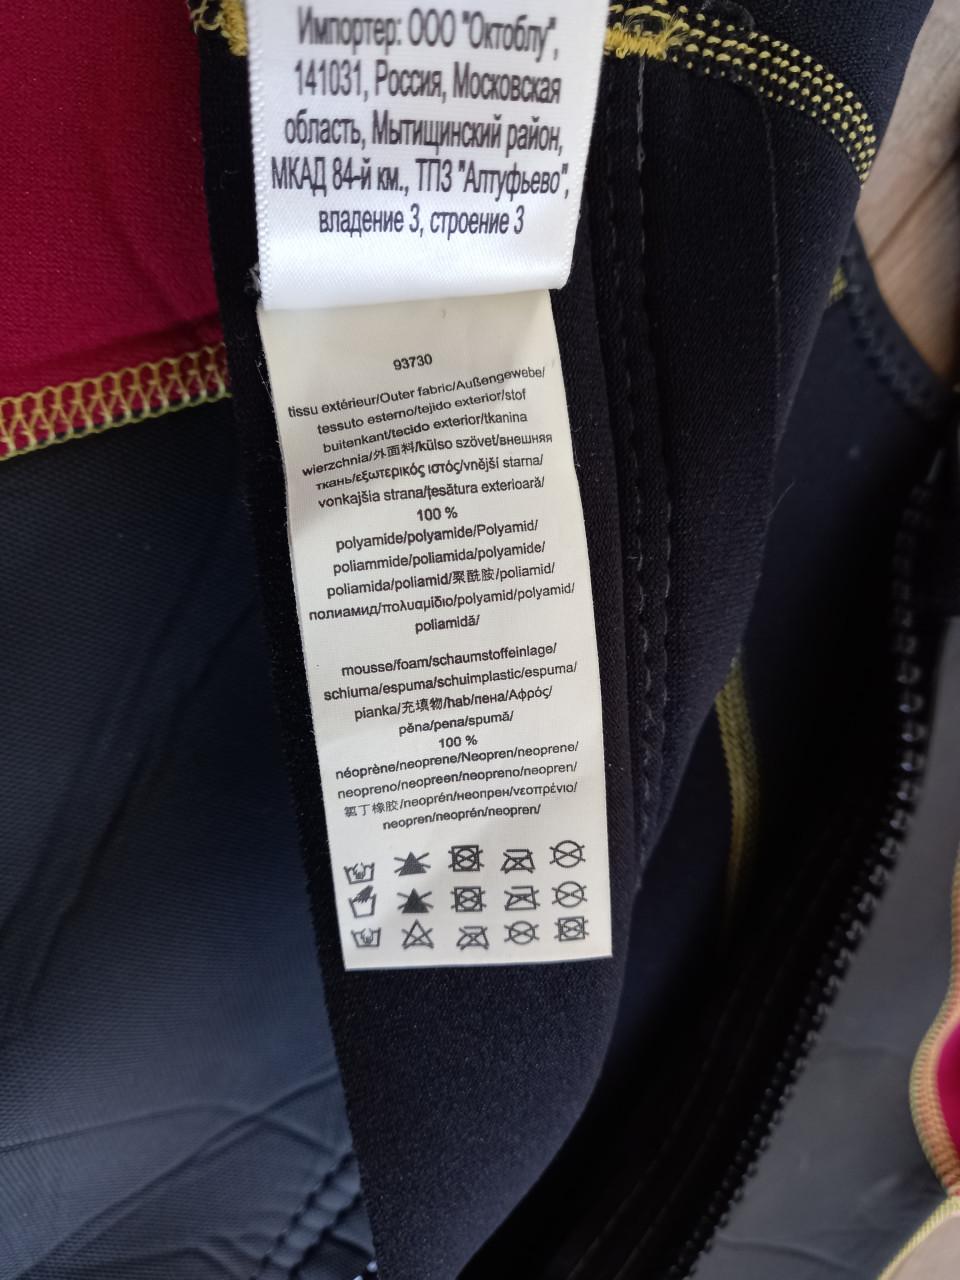 Импортер: ООО "Октоблу",
141031, Россия, Московская
область, Мытищинский район,
МКАД 84-й км., ТПЗ "Алтуфьево",
владение 3, строение 3
93730
tissu extérieur/Outer fabric/Außengewebe/
tessuto esterno/tejido exterior/stof
buitenkant/tecido exterior/tkanina
wierzchnia/外面料/külso szövet/внешняя
ткань/εξωτερικός ιστός/vnější starna/
vonkajšia strana/ţesătura exterioară/
100 %
polyamide/polyamide/Polyamid/
poliammide/poliamida/polyamide/
poliamida/poliamid/聚酰胺/poliamid/
полиамид/πολυαμίδιο/polyamid/polyamid/
poliamidă/
mousse/foam/schaumstoffeinlage/
schiuma/espuma/schuimplastic/espuma/
pianka/充填物/hab/пена/Αφρός/
pěna/pena/spumă/
100 %
néoprène/neoprene/Neopren/neoprene/
neopreno/neopreen/neopreno/neopren/
氯丁橡胶/neoprén/неопрен/νεοπρένιο/
neopren/neoprén/neopren/